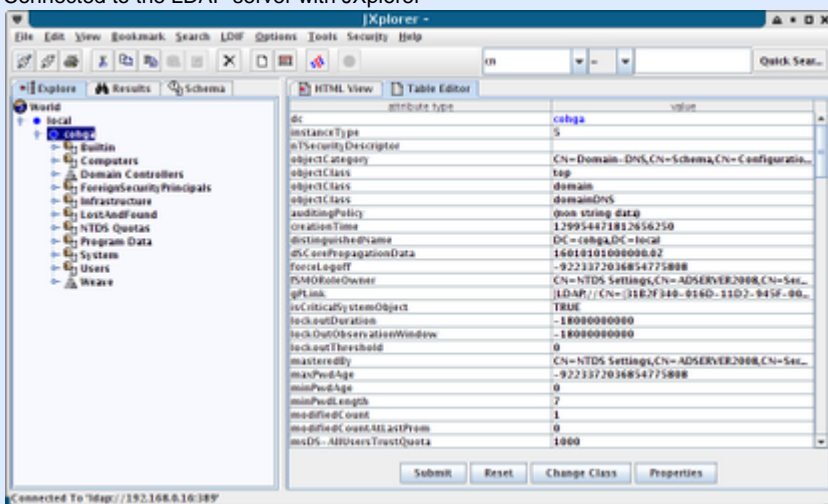 Connected to the LDAP server with JXplorer
JXplorer -
File Edit View Bookmark Search LDIF Options Tools Security Help
cn = Quick Sear...
Explore Results Schema
World
local
cohga
Builtin
Computers
Domain Controllers
ForeignSecurityPrincipals
Infrastructure
LostAndFound
NTDS Quotas
Program Data
System
Users
Weave
HTML View Table Editor
attribute type value
dc cohga
instanceType 5
nTSecurityDescriptor
objectCategory CN=Domain-DNS,CN=Schema,CN=Configuratio...
objectClass top
objectClass domain
objectClass domainDNS
auditingPolicy (non string data)
creationTime 129954471812656250
distinguishedName DC=cohga,DC=local
dSCorePropagationData 16010101000000.0Z
forceLogoff -9223372036854775808
fSMORoleOwner CN=NTDS Settings,CN=ADSERVER2008,CN=Ser...
gPLink [LDAP://CN={31B2F340-016D-11D2-945F-00...
isCriticalSystemObject TRUE
lockoutDuration -18000000000
lockOutObservationWindow -18000000000
lockoutThreshold 0
masteredBy CN=NTDS Settings,CN=ADSERVER2008,CN=Ser...
maxPwdAge -9223372036854775808
minPwdAge 0
minPwdLength 7
modifiedCount 1
modifiedCountAtLastProm 0
msDS-AllUsersTrustQuota 1000
Submit Reset Change Class Properties
Connected To 'ldap://192.168.0.16:389'